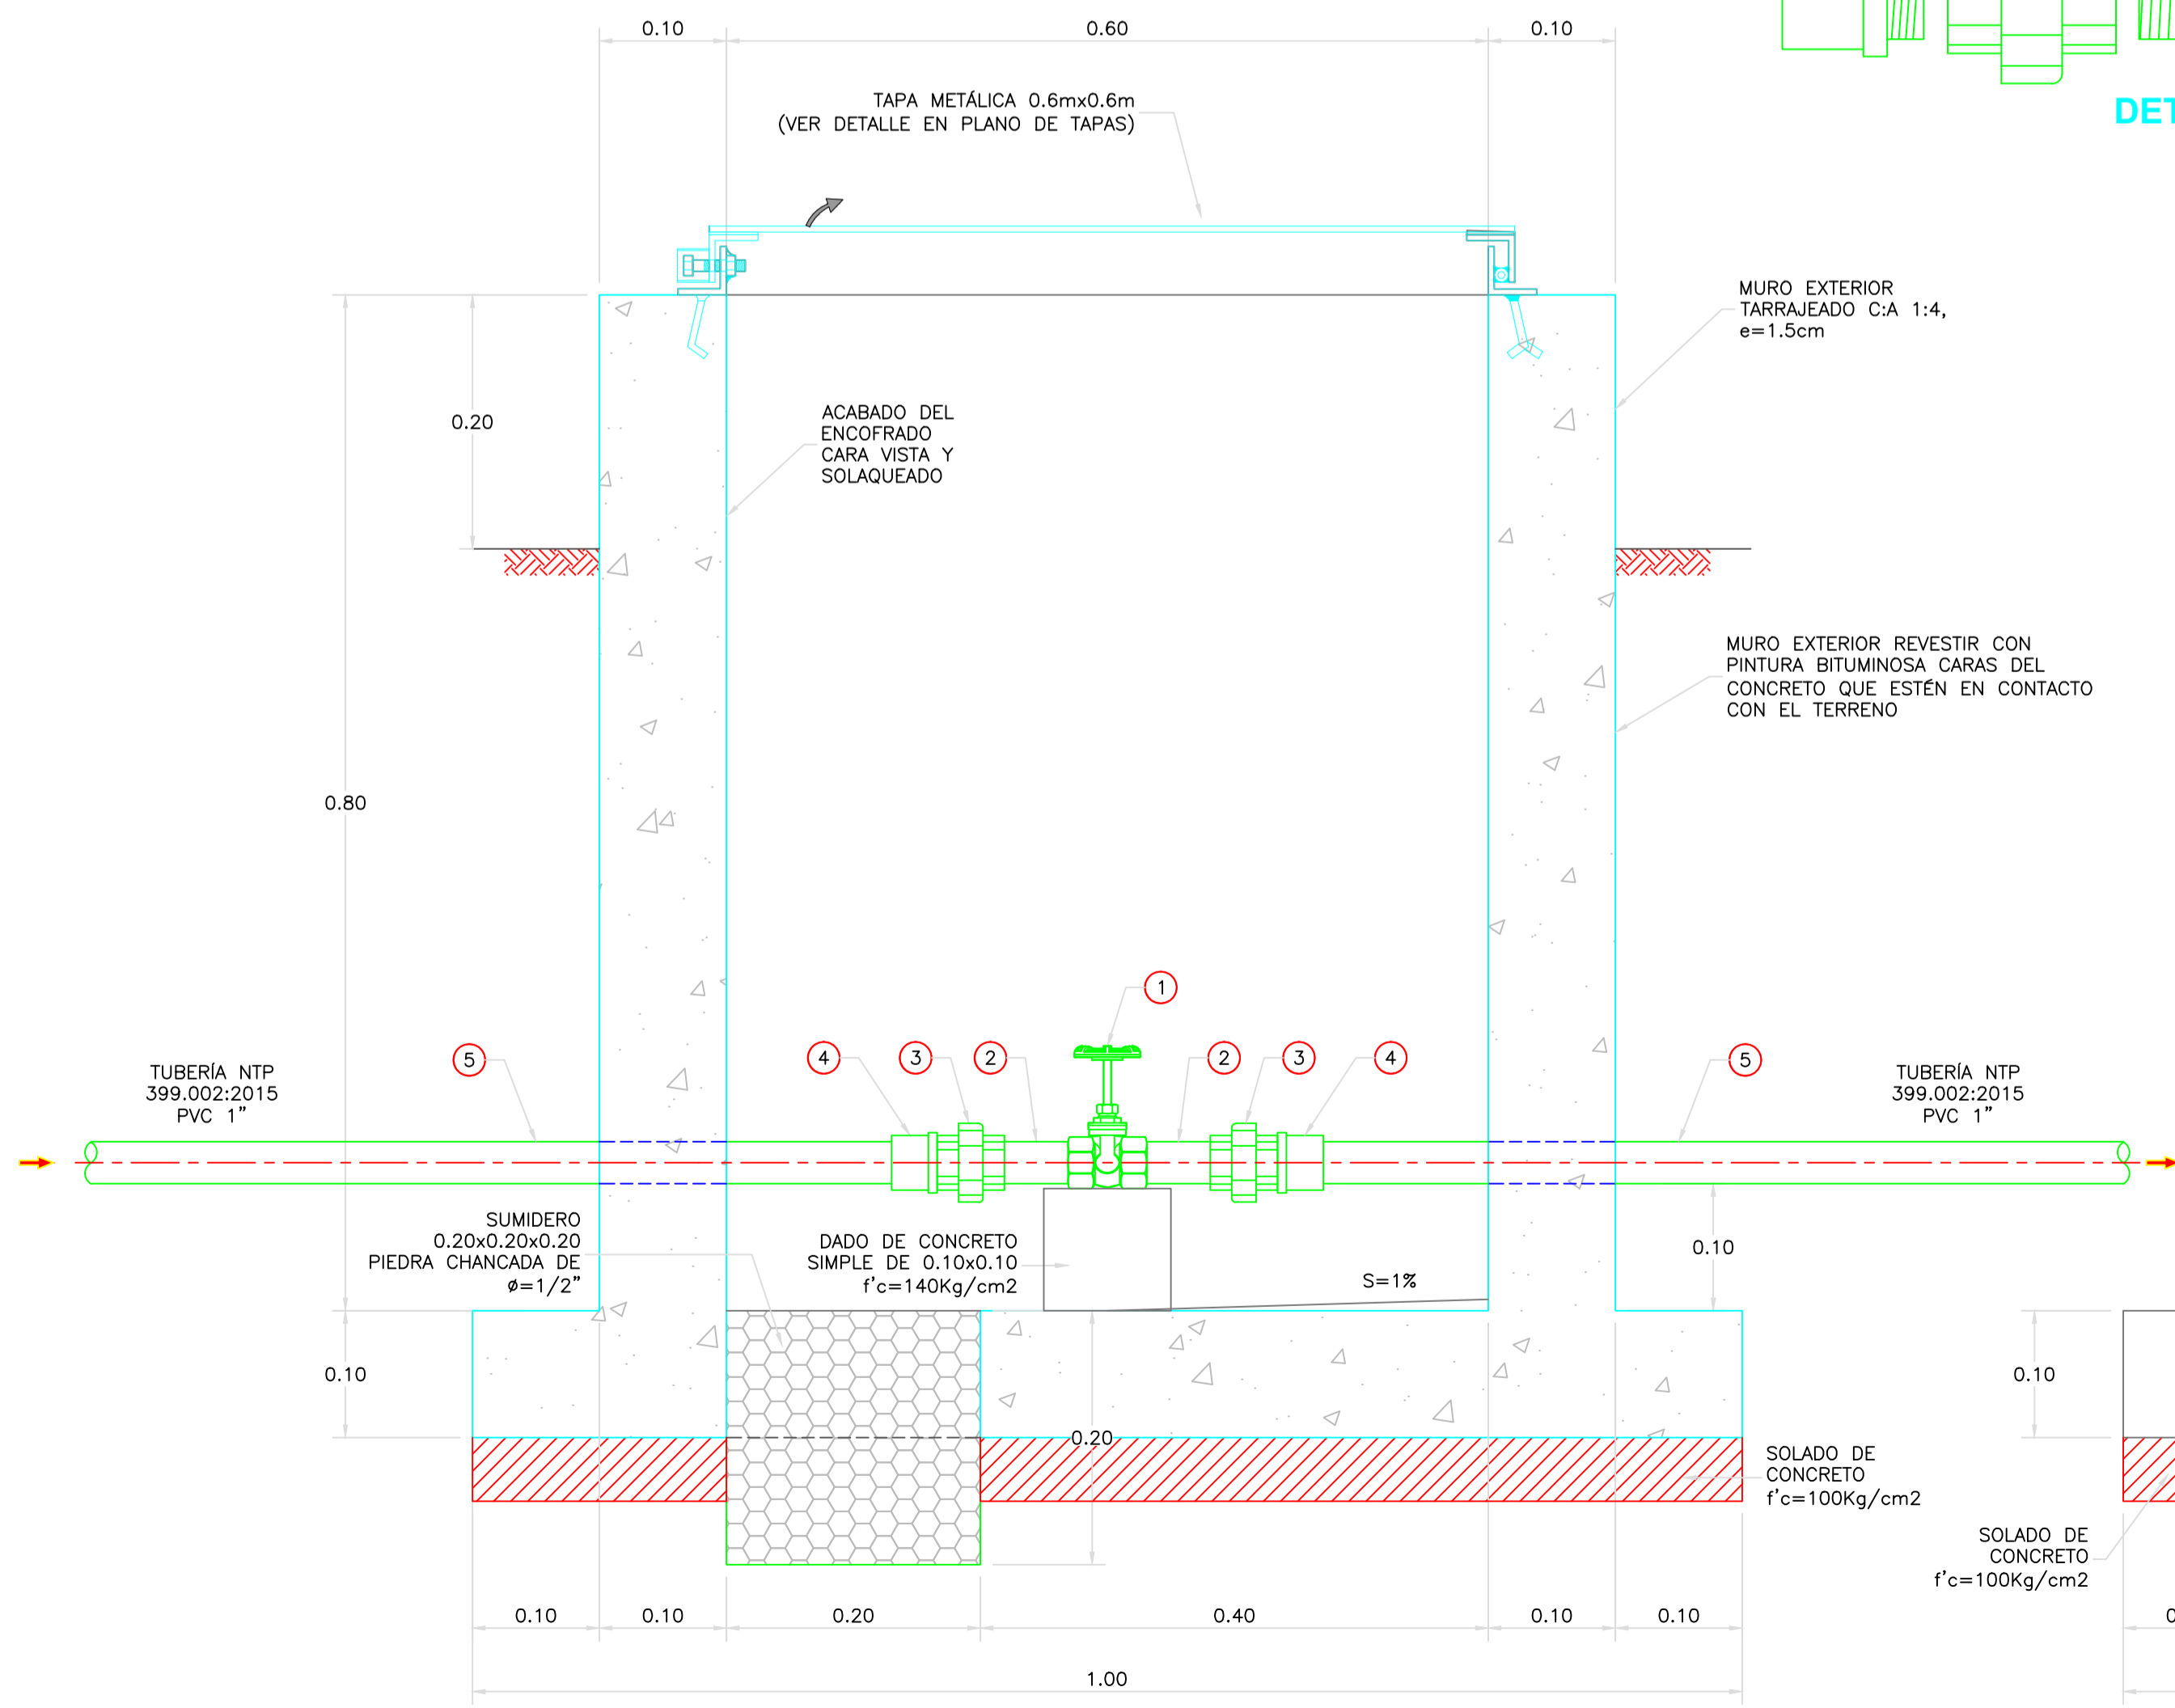 0.10
0.60
0.10
TAPA METÁLICA 0.6mx0.6m
(VER DETALLE EN PLANO DE TAPAS)
MURO EXTERIOR
TARRAJEADO C:A 1:4,
e=1.5cm
0.20
ACABADO DEL
ENCOFRADO
CARA VISTA Y
SOLAQUEADO
MURO EXTERIOR REVESTIR CON
PINTURA BITUMINOSA CARAS DEL
CONCRETO QUE ESTÉN EN CONTACTO
CON EL TERRENO
0.80
1
5
4
3
2
2
3
4
5
TUBERÍA NTP
399.002:2015
PVC 1"
TUBERÍA NTP
399.002:2015
PVC 1"
SUMIDERO
0.20x0.20x0.20
PIEDRA CHANCADA DE
ø=1/2"
DADO DE CONCRETO
SIMPLE DE 0.10x0.10
f'c=140Kg/cm2
S=1%
0.10
0.10
0.10
0.20
SOLADO DE
CONCRETO
f'c=100Kg/cm2
SOLADO DE
CONCRETO
f'c=100Kg/cm2
0.10
0.10
0.20
0.40
0.10
0.10
1.00